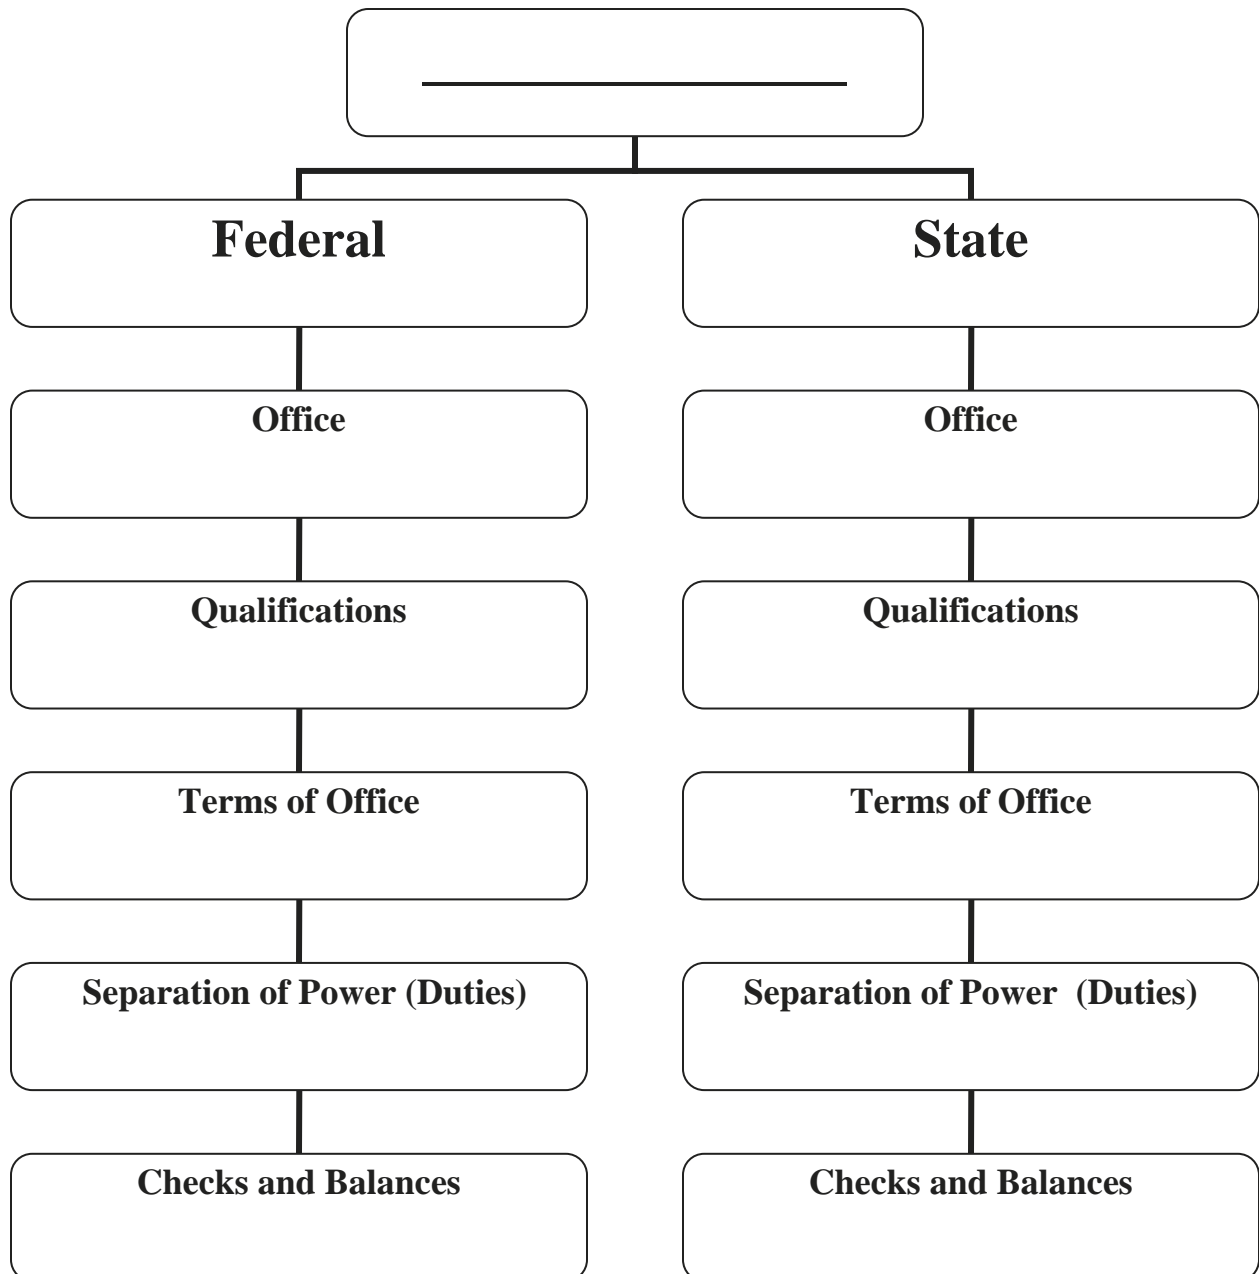 Federal
State
Office
Office
Qualifications
Qualifications
Terms of Office
Terms of Office
Separation of Power (Duties)
Separation of Power  (Duties)
Checks and Balances
Checks and Balances